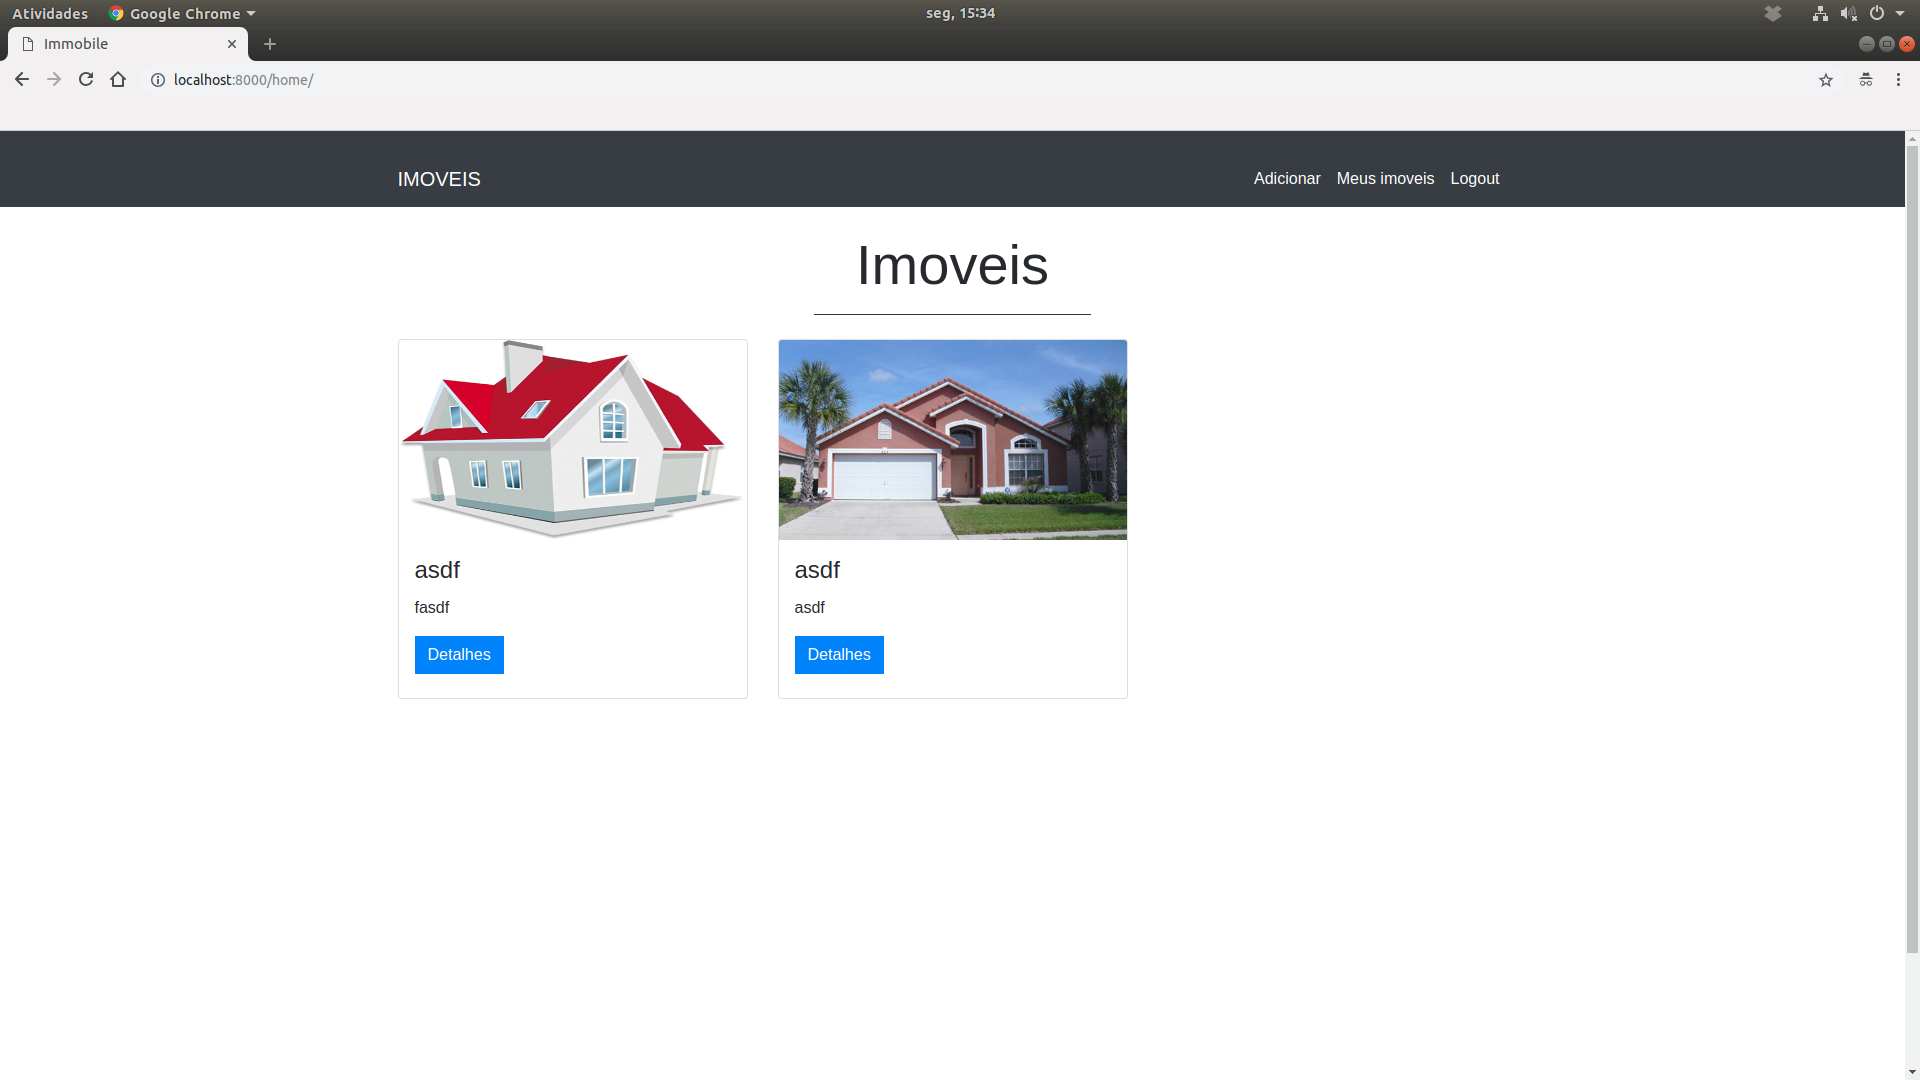 Atividades Google Chrome seg, 15:34
Immobile
localhost:8000/home/
IMOVEIS Adicionar Meus imoveis Logout
Imoveis
asdf
fasdf
Detalhes
asdf
asdf
Detalhes